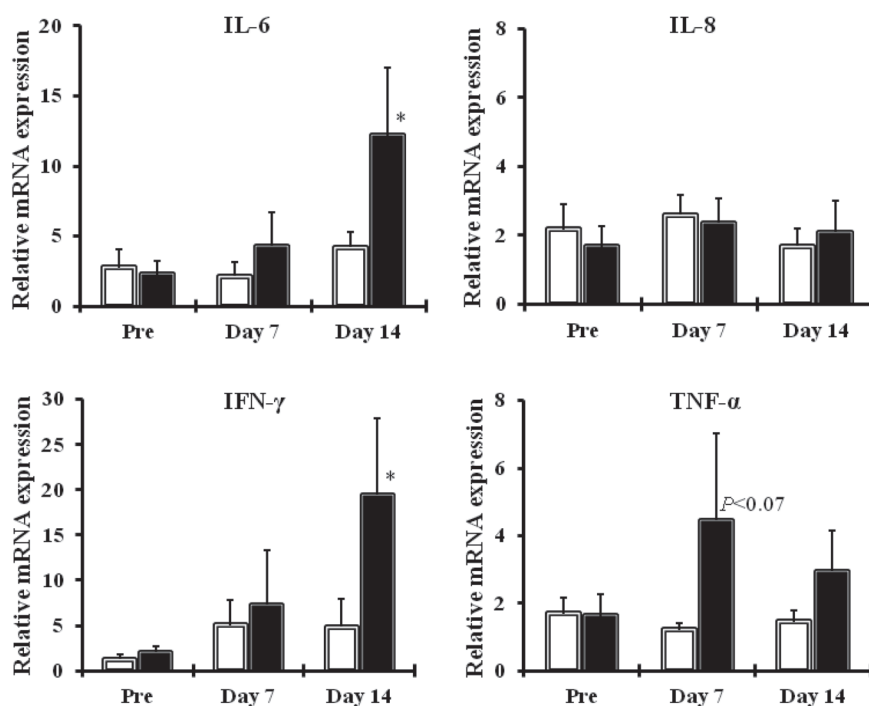 IL-6
Relative mRNA expression
20
15
10
5
0
Pre Day 7 Day 14
*
IL-8
Relative mRNA expression
8
6
4
2
0
Pre Day 7 Day 14
IFN-γ
Relative mRNA expression
30
25
20
15
10
5
0
Pre Day 7 Day 14
*
TNF-α
Relative mRNA expression
8
6
4
2
0
Pre Day 7 Day 14
P<0.07